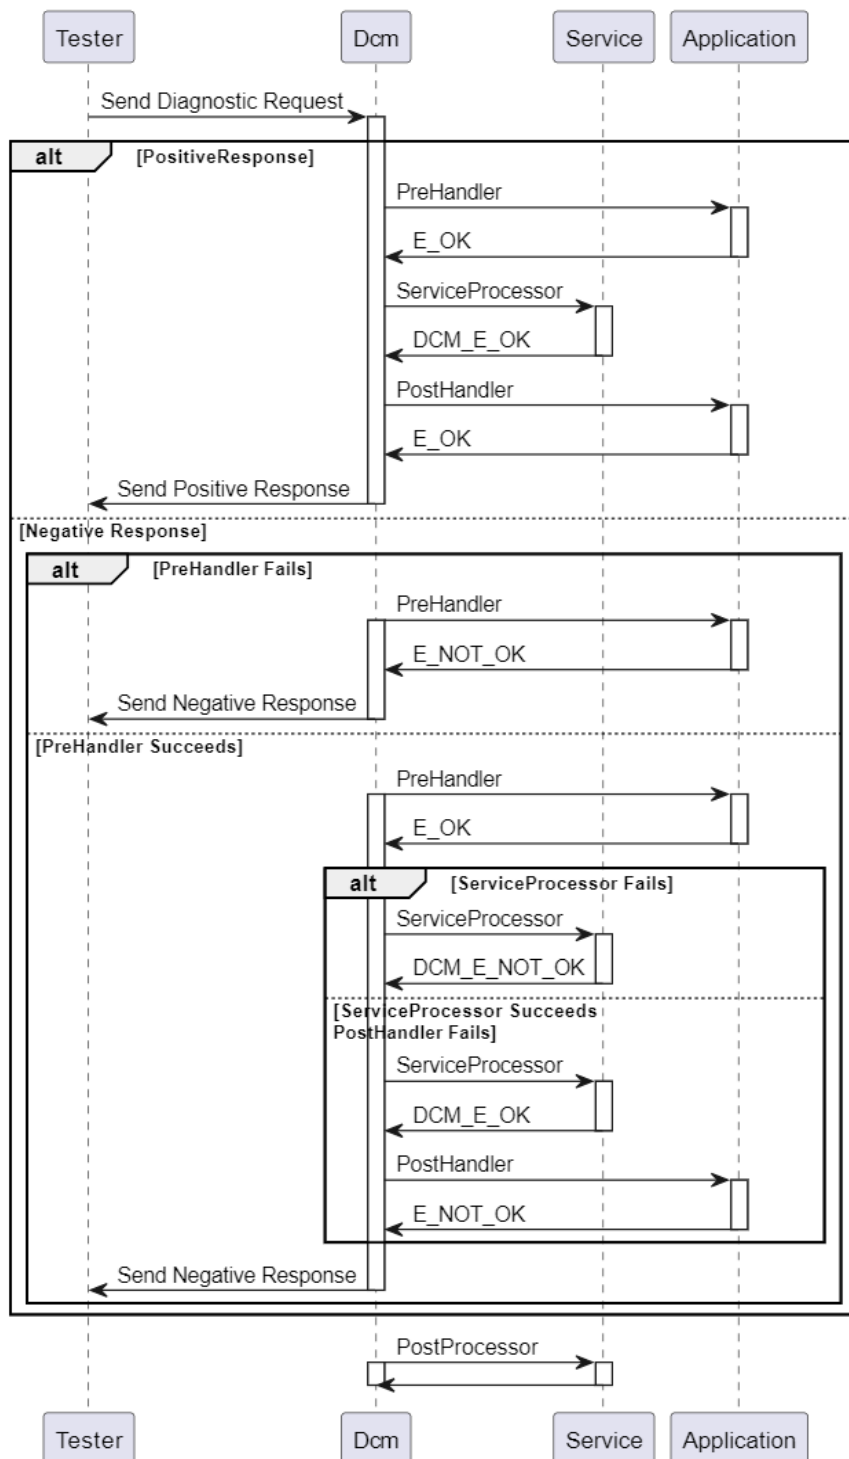 Tester Dcm Service Application
Send Diagnostic Request
alt [PositiveResponse]
PreHandler
E_OK
ServiceProcessor
DCM_E_OK
PostHandler
E_OK
Send Positive Response
[Negative Response]
alt [PreHandler Fails]
PreHandler
E_NOT_OK
Send Negative Response
[PreHandler Succeeds]
PreHandler
E_OK
alt [ServiceProcessor Fails]
ServiceProcessor
DCM_E_NOT_OK
[ServiceProcessor Succeeds
PostHandler Fails]
ServiceProcessor
DCM_E_OK
PostHandler
E_NOT_OK
Send Negative Response
PostProcessor
Tester Dcm Service Application